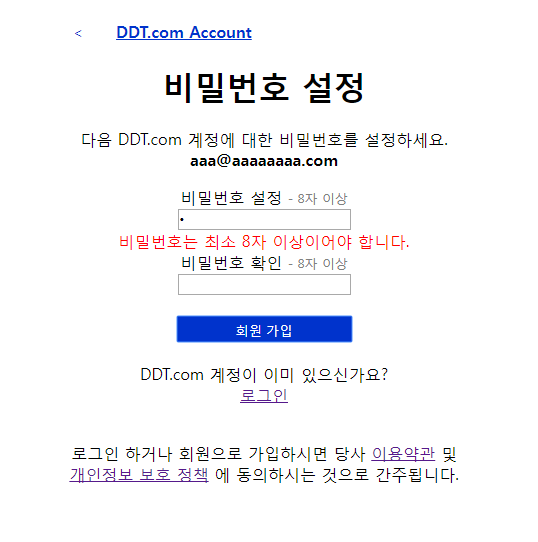 < DDT.com Account
비밀번호 설정
다음 DDT.com 계정에 대한 비밀번호를 설정하세요.
aaa@aaaaaaaa.com
비밀번호 설정 - 8자 이상
•
비밀번호는 최소 8자 이상이어야 합니다.
비밀번호 확인 - 8자 이상
회원 가입
DDT.com 계정이 이미 있으신가요?
로그인
로그인 하거나 회원으로 가입하시면 당사 이용약관 및
개인정보 보호 정책 에 동의하시는 것으로 간주됩니다.